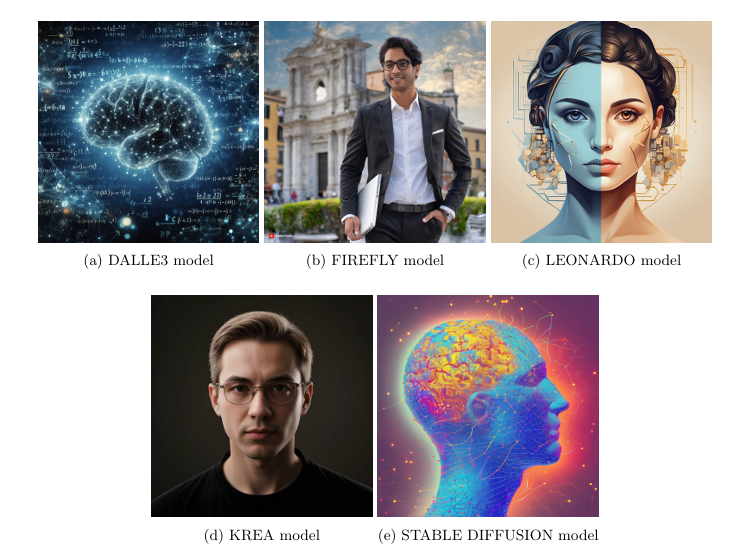 (a) DALLE3 model
(b) FIREFLY model
(c) LEONARDO model
(d) KREA model
(e) STABLE DIFFUSION model